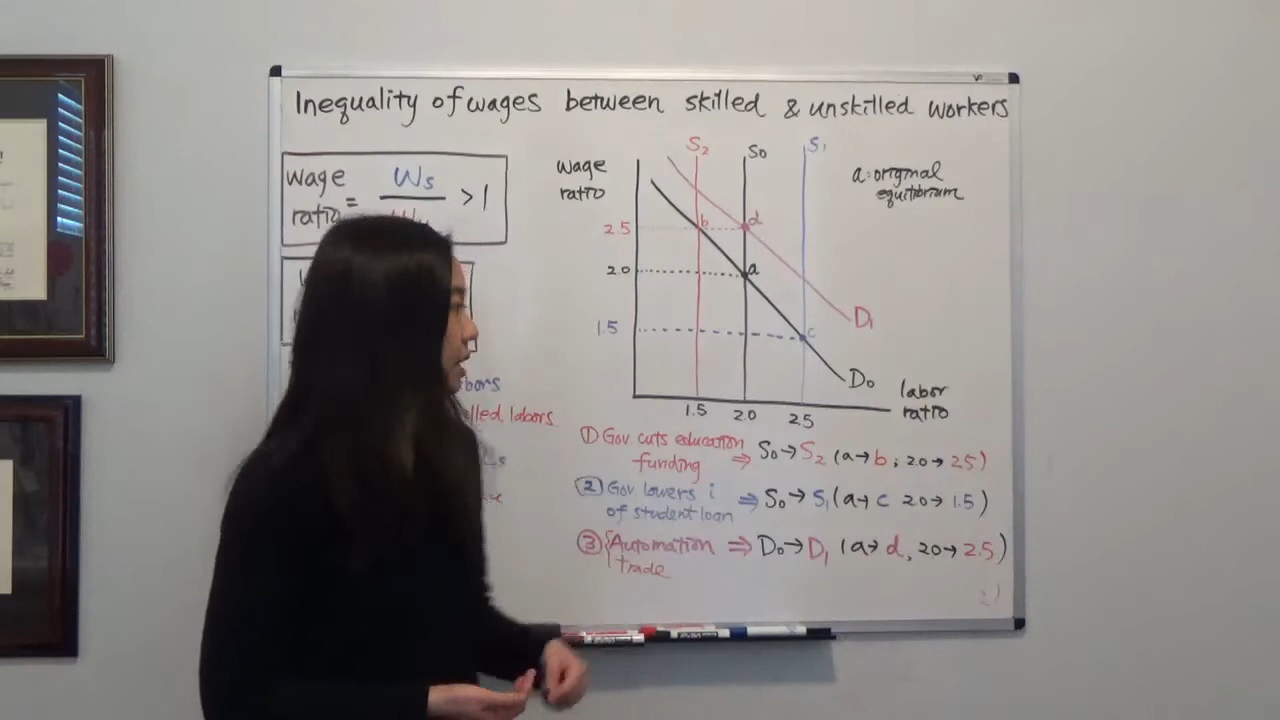 Inequality of wages between skilled & unskilled workers
wage
ratio = Ws > 1
wage
ratio
S2
S0
S1
a: original
equilibrium
2.5
b
d
2.0
a
1.5
c
D1
D0
labor
ratio
1.5 2.0 2.5
bors
lled labors
① Gov cuts education
funding ⇒ S0→S2 (a→b; 2.0→2.5)
② Gov lowers i
of student loan ⇒ S0→S1 (a→c 2.0→1.5)
③ { Automation ⇒ D0→D1 (a→d, 2.0→2.5)
trade